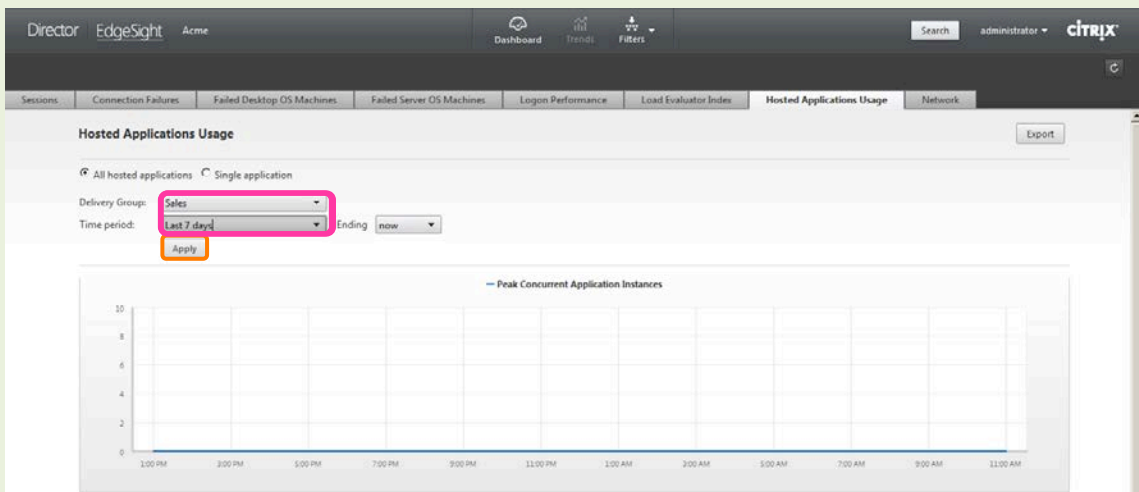 Director EdgeSight Acme Dashboard Trends Filters Search administrator CITRIX
Sessions Connection Failures Failed Desktop OS Machines Failed Server OS Machines Logon Performance Load Evaluator Index Hosted Applications Usage Network
Hosted Applications Usage Export
All hosted applications Single application
Delivery Group: Sales
Time period: Last 7 days Ending now
Apply
Peak Concurrent Application Instances
10
8
6
4
2
0
1:00 PM 3:00 PM 5:00 PM 7:00 PM 9:00 PM 11:00 PM 1:00 AM 3:00 AM 5:00 AM 7:00 AM 9:00 AM 11:00 AM